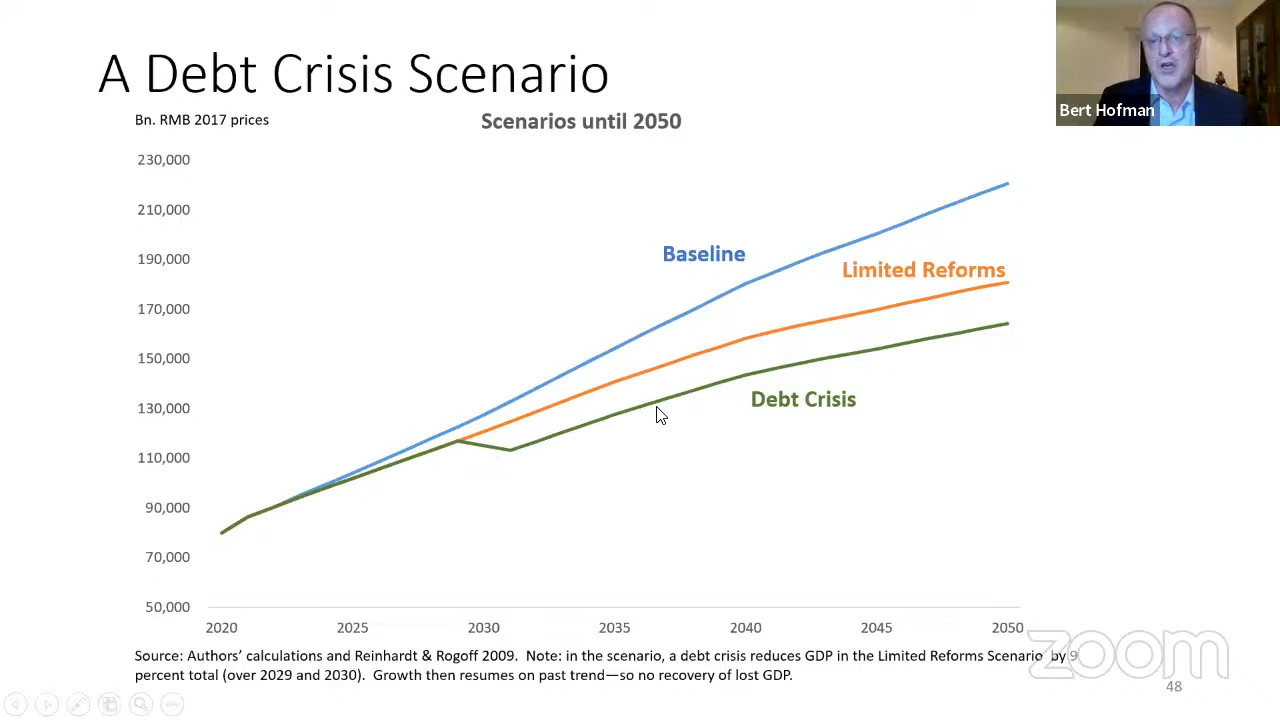 A Debt Crisis Scenario
Bert Hofman
Bn. RMB 2017 prices
Scenarios until 2050
230,000
210,000
190,000
170,000
150,000
130,000
110,000
90,000
70,000
50,000
Baseline
Limited Reforms
Debt Crisis
2020 2025 2030 2035 2040 2045 2050
Source: Authors’ calculations and Reinhardt & Rogoff 2009. Note: in the scenario, a debt crisis reduces GDP in the Limited Reforms Scenario by 9
percent total (over 2029 and 2030). Growth then resumes on past trend—so no recovery of lost GDP.
zoom
48